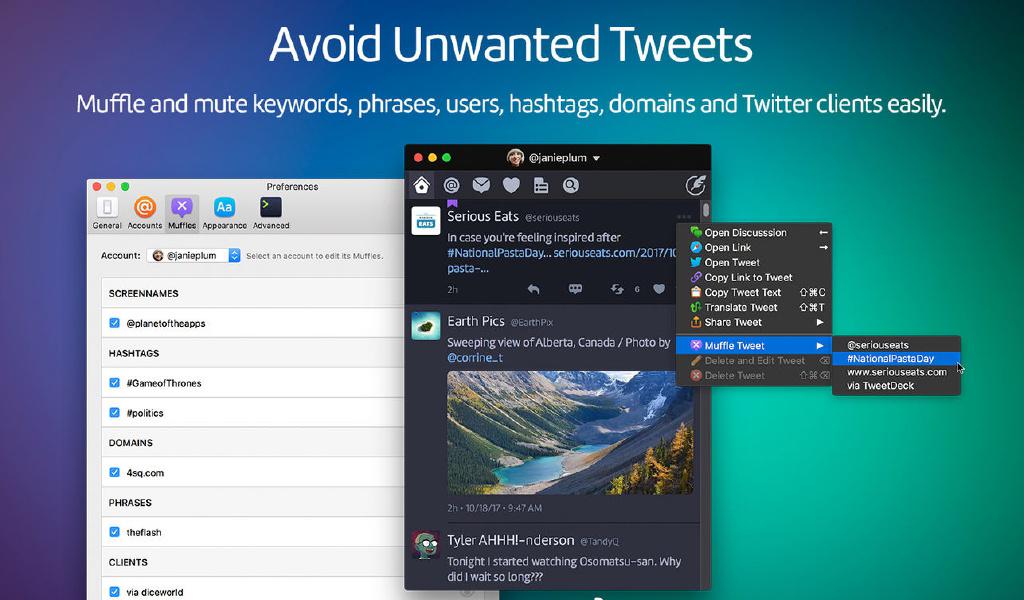 Avoid Unwanted Tweets
Muffle and mute keywords, phrases, users, hashtags, domains and Twitter clients easily.
Preferences
General Accounts Muffles Appearance Advanced
Account: @janieplum Select an account to edit its Muffles.
SCREENNAMES
@planetoftheapps
HASHTAGS
#GameofThrones
#politics
DOMAINS
4sq.com
PHRASES
theflash
CLIENTS
via diceworld
@janieplum
Serious Eats @seriouseats
In case you're feeling inspired after
#NationalPastaDay... seriouseats.com/2017/10
pasta-...
2h 6
Earth Pics @EarthPix
Sweeping view of Alberta, Canada / Photo by
@corrine_t
2h • 10/18/17 • 9:47 AM
Tyler AHHH!-nderson @TandyQ
Tonight I started watching Osomatsu-san. Why
did I wait so long???
Open Discusssion ←
Open Link →
Open Tweet
Copy Link to Tweet
Copy Tweet Text ⇧⌘C
Translate Tweet ⇧⌘T
Share Tweet ▶
Muffle Tweet ▶
Delete and Edit Tweet ⌫
Delete Tweet ⇧⌘⌫
@seriouseats
#NationalPastaDay
www.seriouseats.com
via TweetDeck